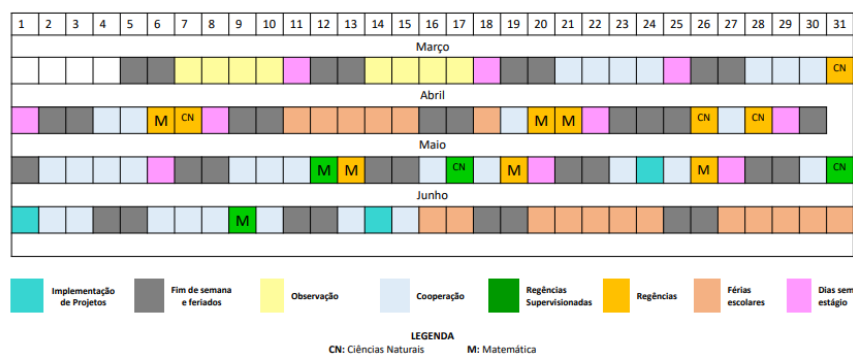 1 2 3 4 5 6 7 8 9 10 11 12 13 14 15 16 17 18 19 20 21 22 23 24 25 26 27 28 29 30 31
Março
CN
Abril
M CN M M CN CN
Maio
M M CN M M CN
Junho
M
Implementação de Projetos
Fim de semana e feriados
Observação
Cooperação
Regências Supervisionadas
Regências
Férias escolares
Dias sem estágio
LEGENDA
CN: Ciências Naturais M: Matemática